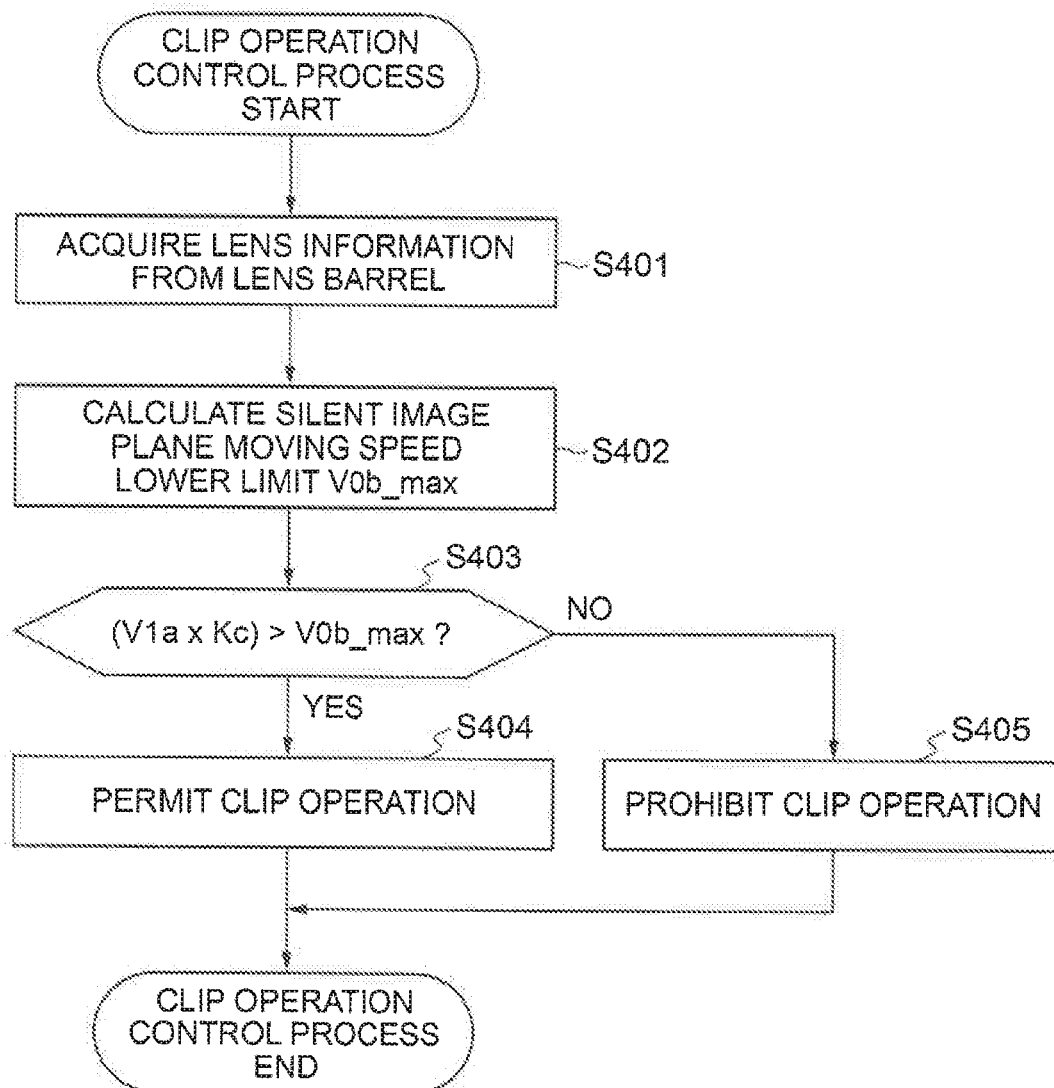 CLIP OPERATION
CONTROL PROCESS
START
ACQUIRE LENS INFORMATION
FROM LENS BARREL
S401
CALCULATE SILENT IMAGE
PLANE MOVING SPEED
LOWER LIMIT V0b_max
S402
S403
(V1a x Kc) > V0b_max ?
NO
YES
S404
S405
PERMIT CLIP OPERATION
PROHIBIT CLIP OPERATION
CLIP OPERATION
CONTROL PROCESS
END